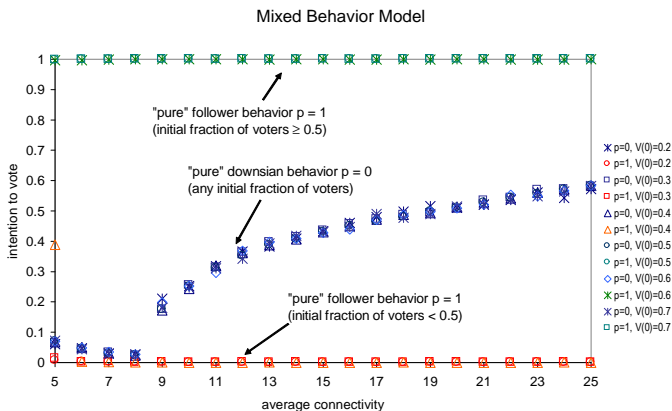 Mixed Behavior Model
1
0.9
0.8
0.7
0.6
0.5
0.4
0.3
0.2
0.1
0
intention to vote
"pure" follower behavior p = 1
(initial fraction of voters ≥ 0.5)
"pure" downsian behavior p = 0
(any initial fraction of voters)
"pure" follower behavior p = 1
(initial fraction of voters < 0.5)
5 7 9 11 13 15 17 19 21 23 25
average connectivity
p=0, V(0)=0.2
p=1, V(0)=0.2
p=0, V(0)=0.3
p=1, V(0)=0.3
p=0, V(0)=0.4
p=1, V(0)=0.4
p=0, V(0)=0.5
p=1, V(0)=0.5
p=0, V(0)=0.6
p=1, V(0)=0.6
p=0, V(0)=0.7
p=1, V(0)=0.7